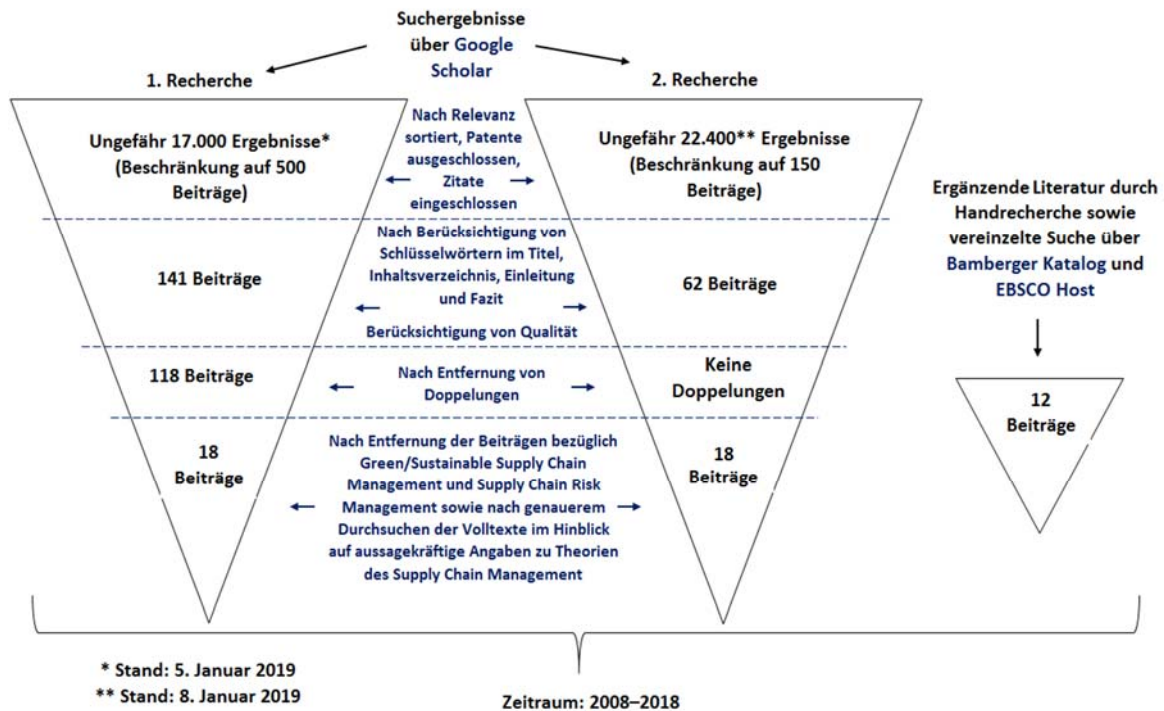 Suchergebnisse
über Google
Scholar
1. Recherche
2. Recherche
Ungefähr 17.000 Ergebnisse*
(Beschränkung auf 500
Beiträge)
Nach Relevanz
sortiert, Patente
ausgeschlossen,
Zitate
eingeschlossen
Ungefähr 22.400** Ergebnisse
(Beschränkung auf 150
Beiträge)
141 Beiträge
Nach Berücksichtigung von
Schlüsselwörtern im Titel,
Inhaltsverzeichnis, Einleitung
und Fazit
Berücksichtigung von Qualität
62 Beiträge
118 Beiträge
Nach Entfernung von
Doppelungen
Keine
Doppelungen
18
Beiträge
Nach Entfernung der Beiträgen bezüglich
Green/Sustainable Supply Chain
Management und Supply Chain Risk
Management sowie nach genauerem
Durchsuchen der Volltexte im Hinblick
auf aussagekräftige Angaben zu Theorien
des Supply Chain Management
18
Beiträge
Ergänzende Literatur durch
Handrecherche sowie
vereinzelte Suche über
Bamberger Katalog und
EBSCO Host
12
Beiträge
* Stand: 5. Januar 2019
** Stand: 8. Januar 2019
Zeitraum: 2008–2018